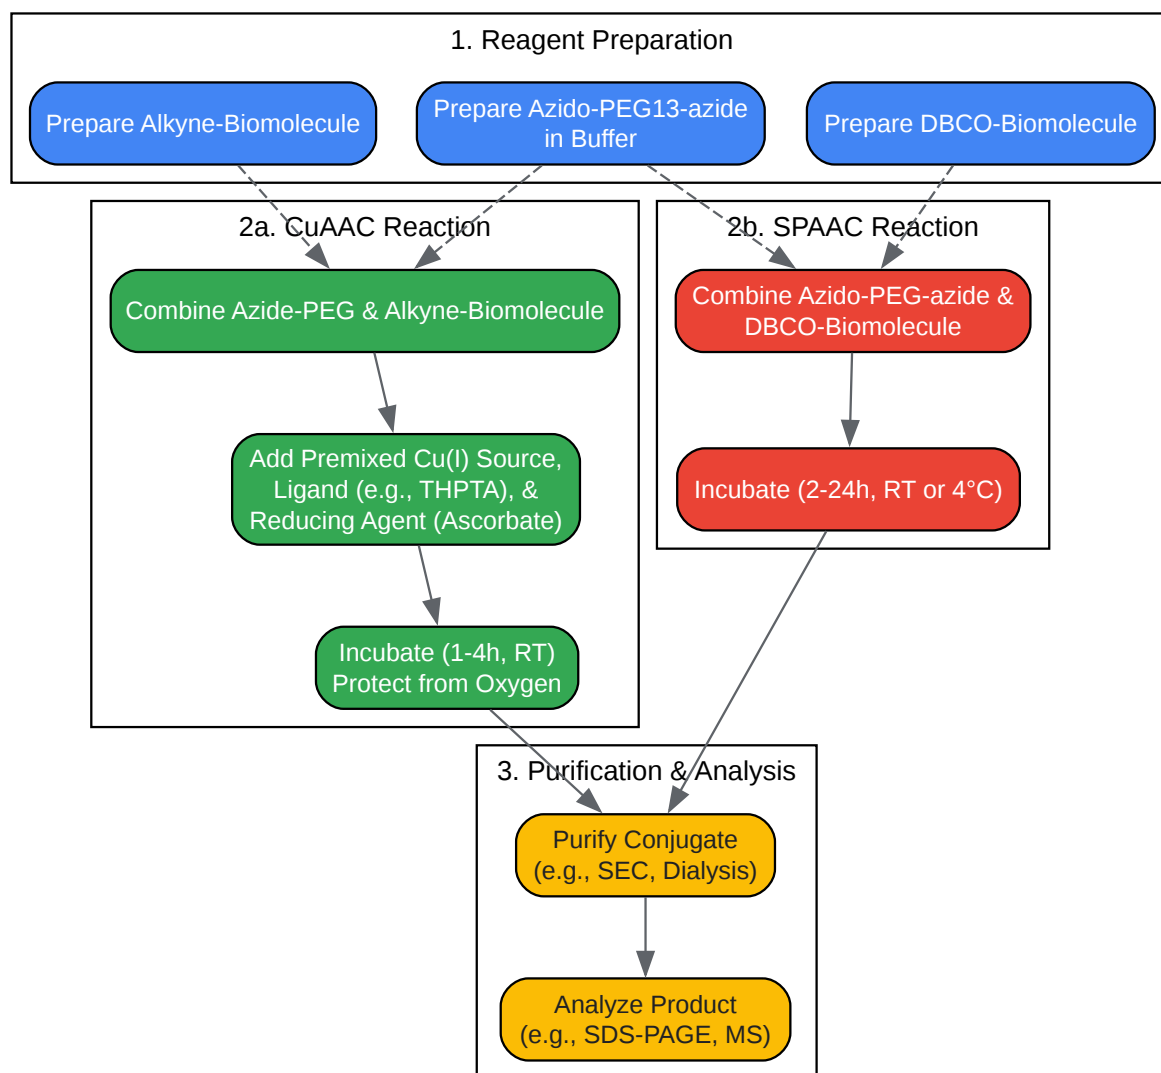 1. Reagent Preparation
Prepare Alkyne-Biomolecule
Prepare Azido-PEG13-azide
in Buffer
Prepare DBCO-Biomolecule
2a. CuAAC Reaction
Combine Azide-PEG & Alkyne-Biomolecule
Add Premixed Cu(I) Source,
Ligand (e.g., THPTA), &
Reducing Agent (Ascorbate)
Incubate (1-4h, RT)
Protect from Oxygen
2b. SPAAC Reaction
Combine Azido-PEG-azide &
DBCO-Biomolecule
Incubate (2-24h, RT or 4°C)
3. Purification & Analysis
Purify Conjugate
(e.g., SEC, Dialysis)
Analyze Product
(e.g., SDS-PAGE, MS)